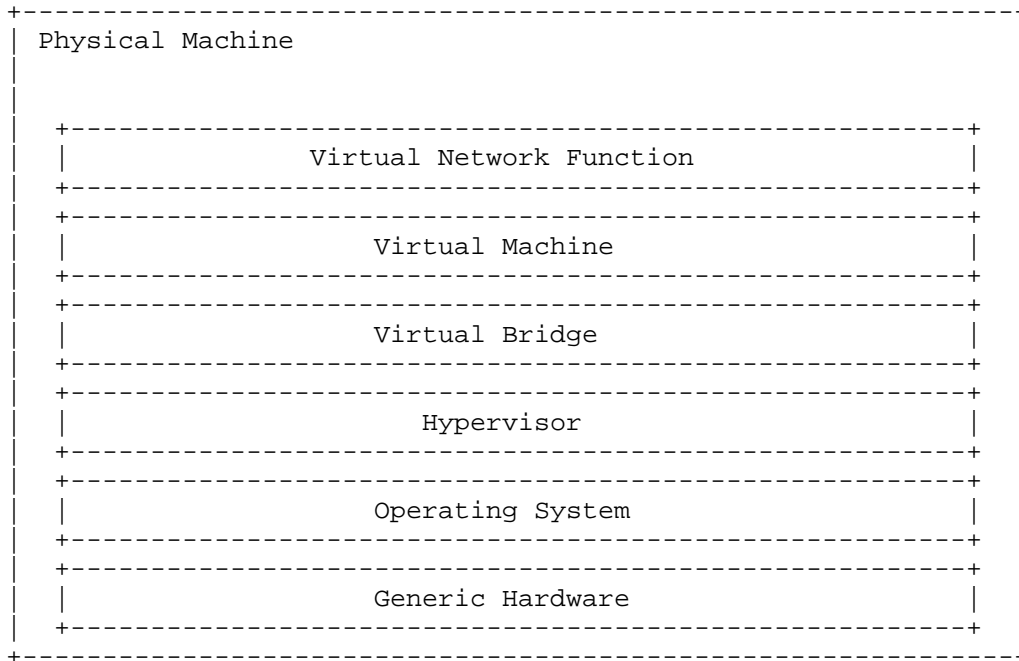 Physical Machine
Virtual Network Function
Virtual Machine
Virtual Bridge
Hypervisor
Operating System
Generic Hardware